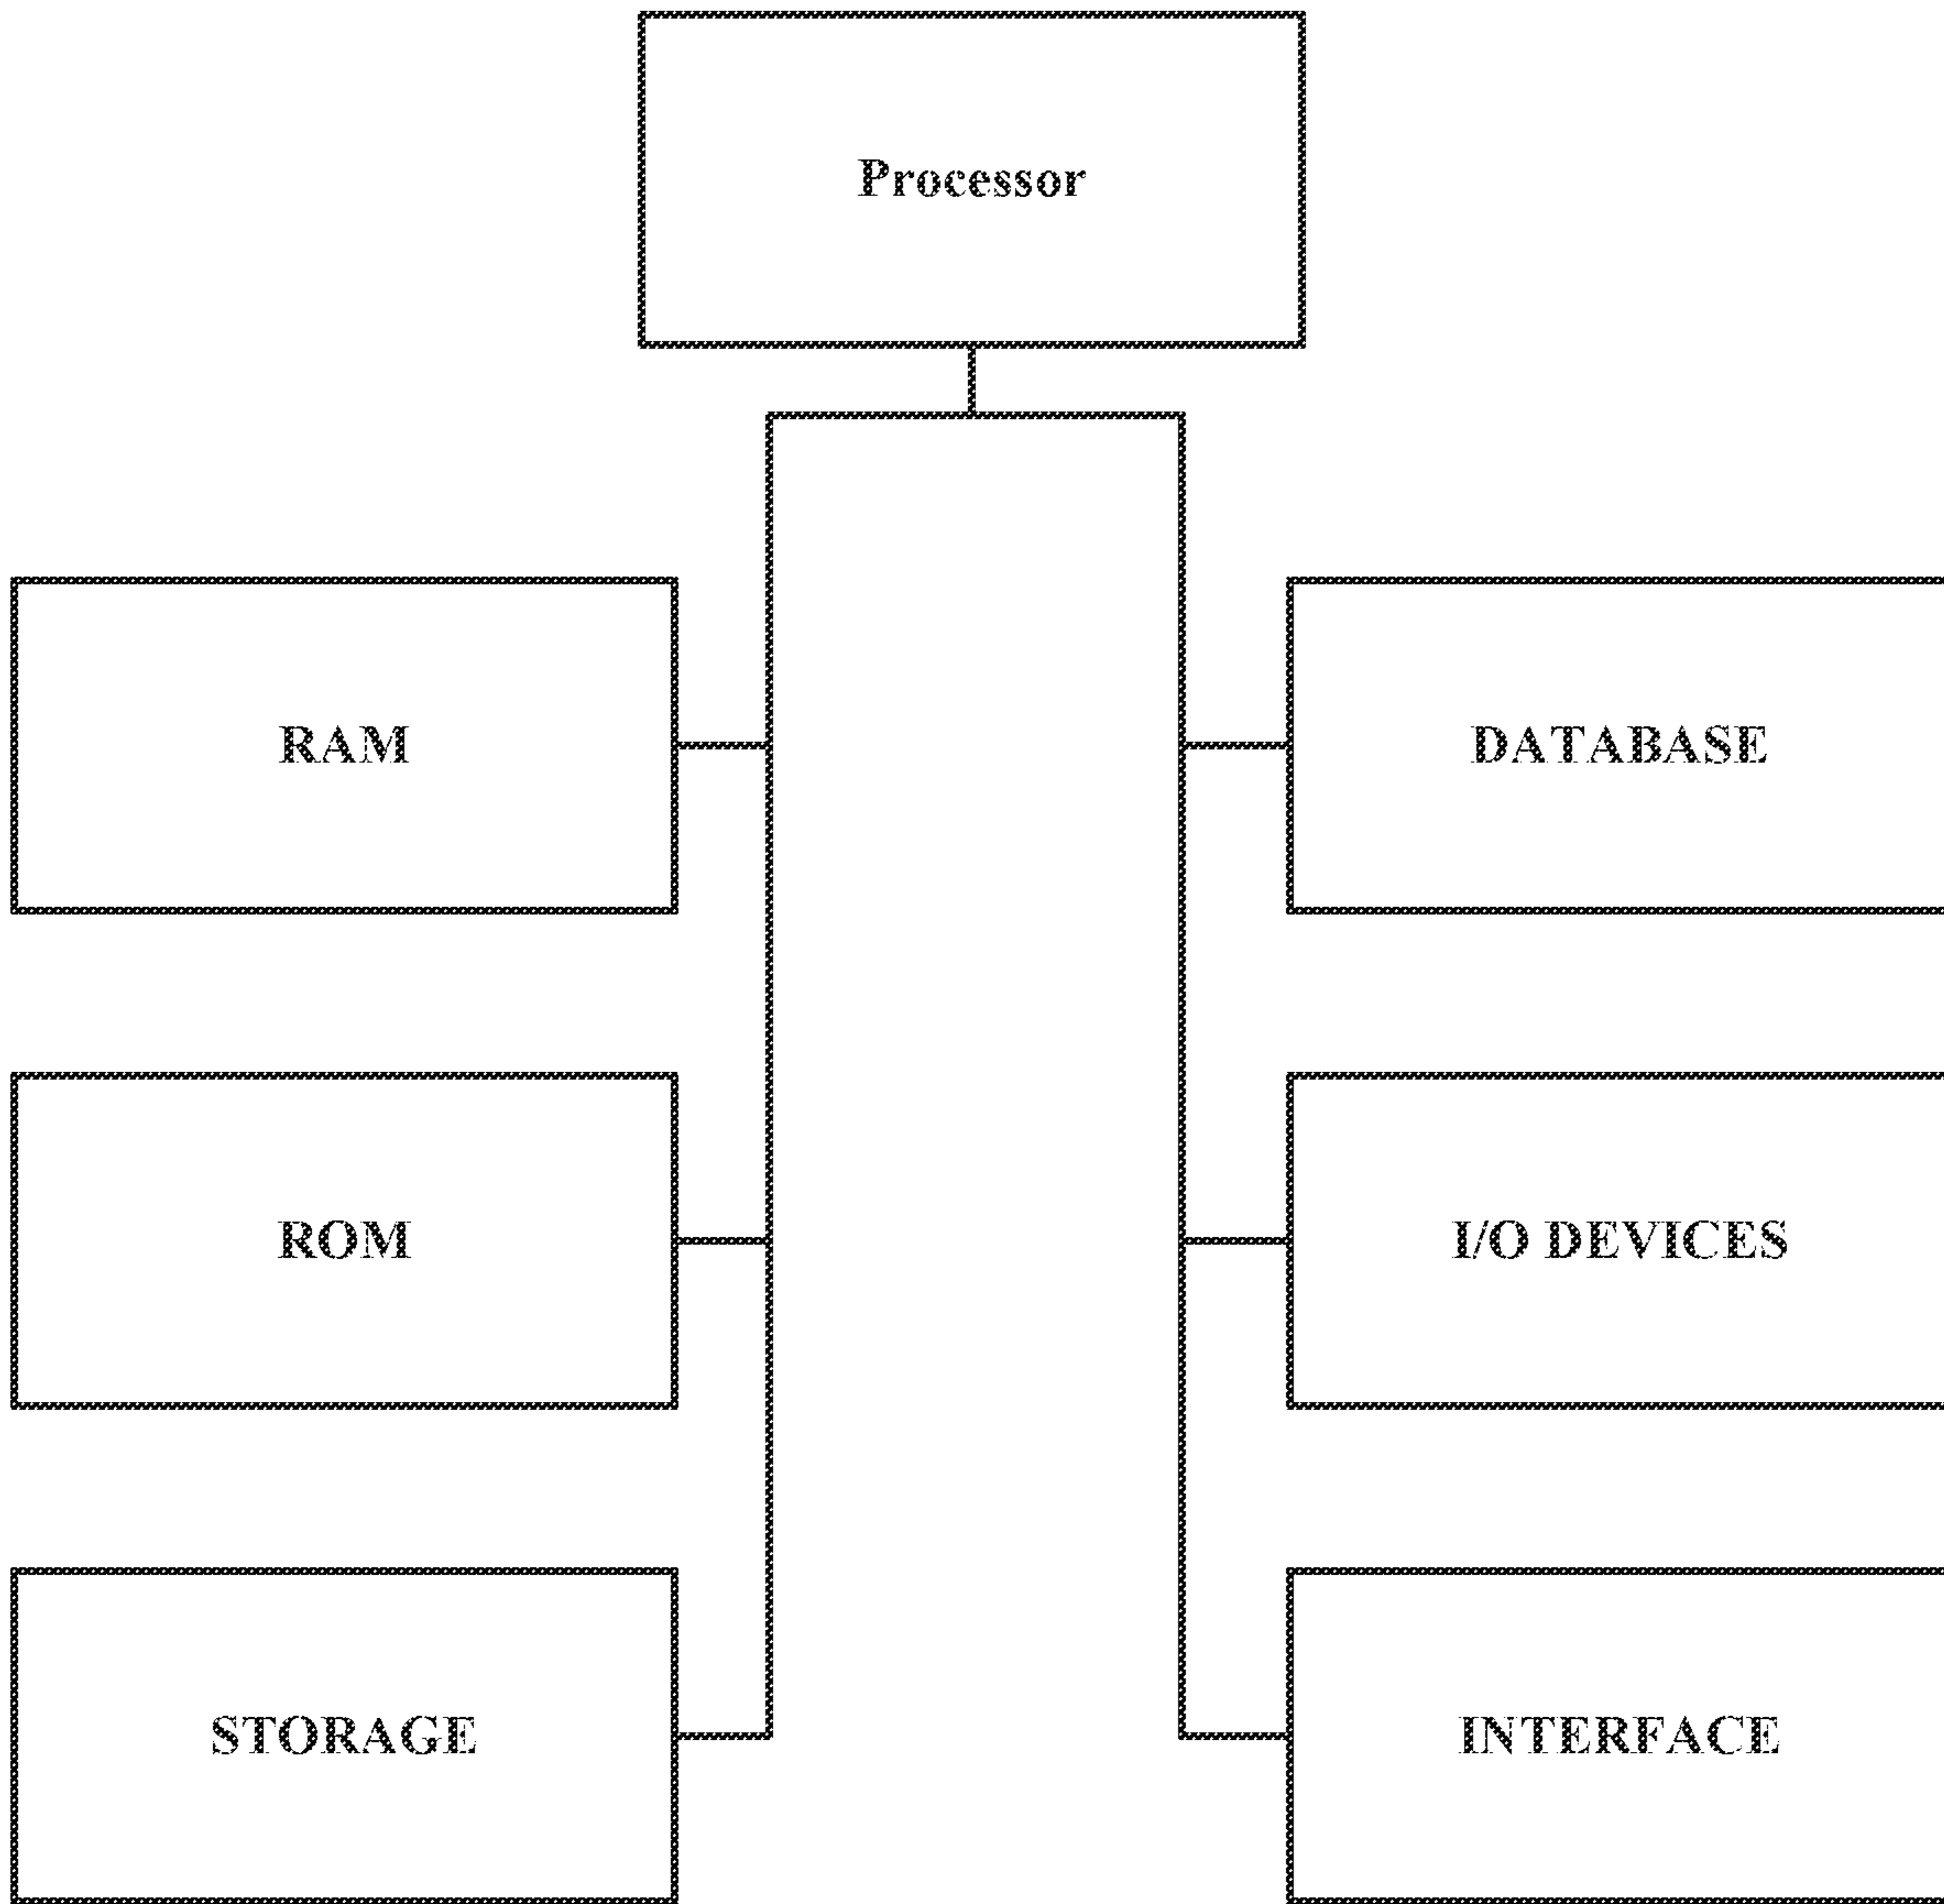 Processor
RAM
DATABASE
ROM
I/O DEVICES
STORAGE
INTERFACE